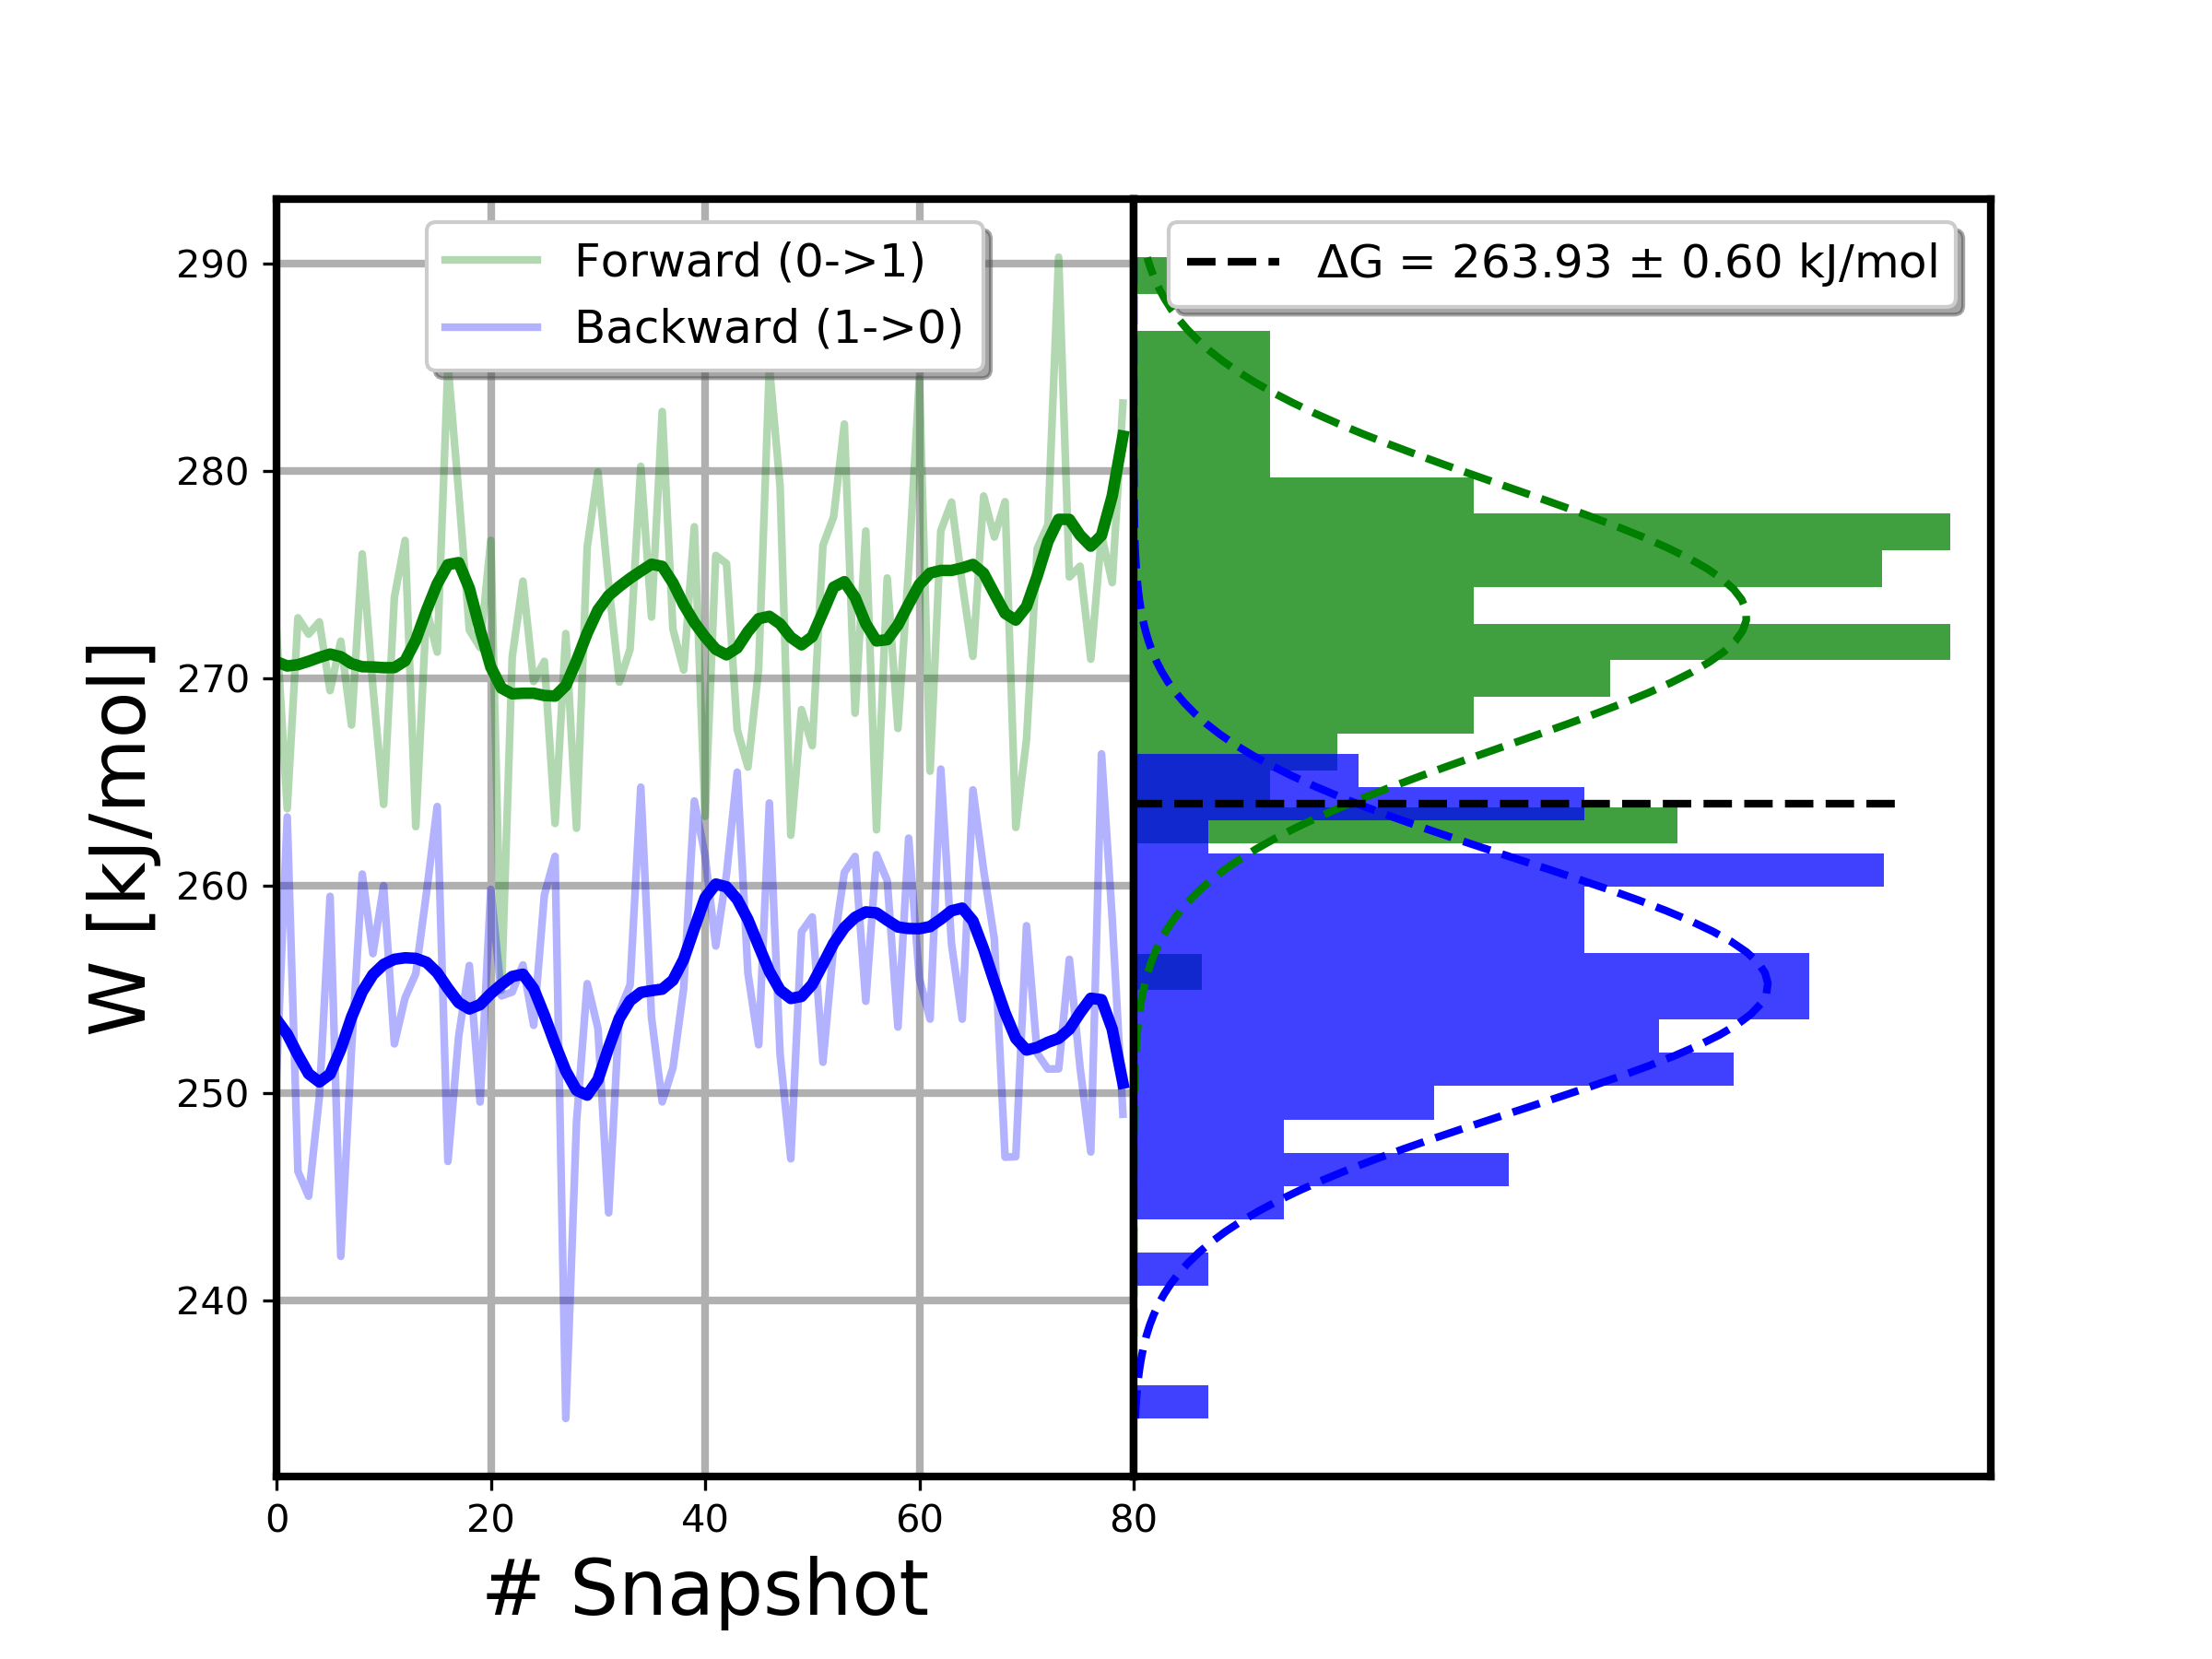 Forward (0->1)
Backward (1->0)
ΔG = 263.93 ± 0.60 kJ/mol
290
280
270
260
250
240
W [kJ/mol]
0 20 40 60 80
# Snapshot